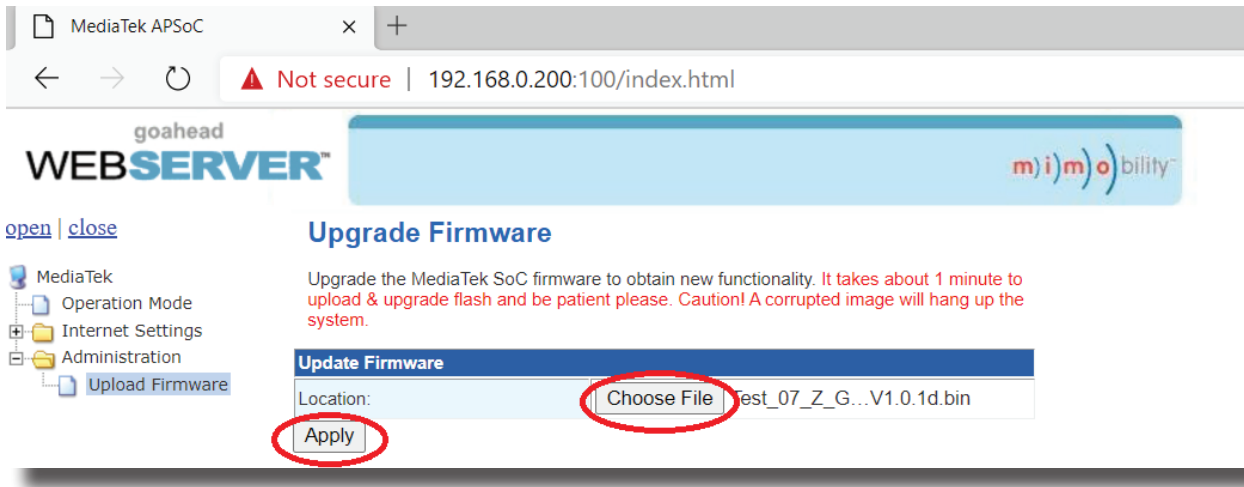 MediaTek APSoC
Not secure | 192.168.0.200:100/index.html
goahead
WEBSERVER™
m)i)m)o)bility™
open | close
MediaTek
Operation Mode
Internet Settings
Administration
Upload Firmware
Upgrade Firmware
Upgrade the MediaTek SoC firmware to obtain new functionality. It takes about 1 minute to
upload & upgrade flash and be patient please. Caution! A corrupted image will hang up the
system.
Update Firmware
Location:
Choose File Test_07_Z_G...V1.0.1d.bin
Apply